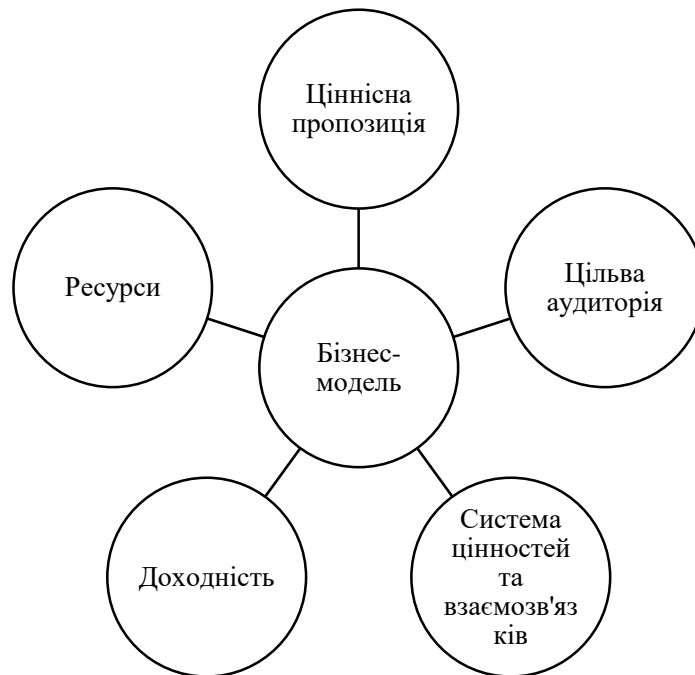 Ціннісна
пропозиція
Цільва
аудиторія
Система
цінностей
та
взаємозв'яз
ків
Доходність
Ресурси
Бізнес-
модель